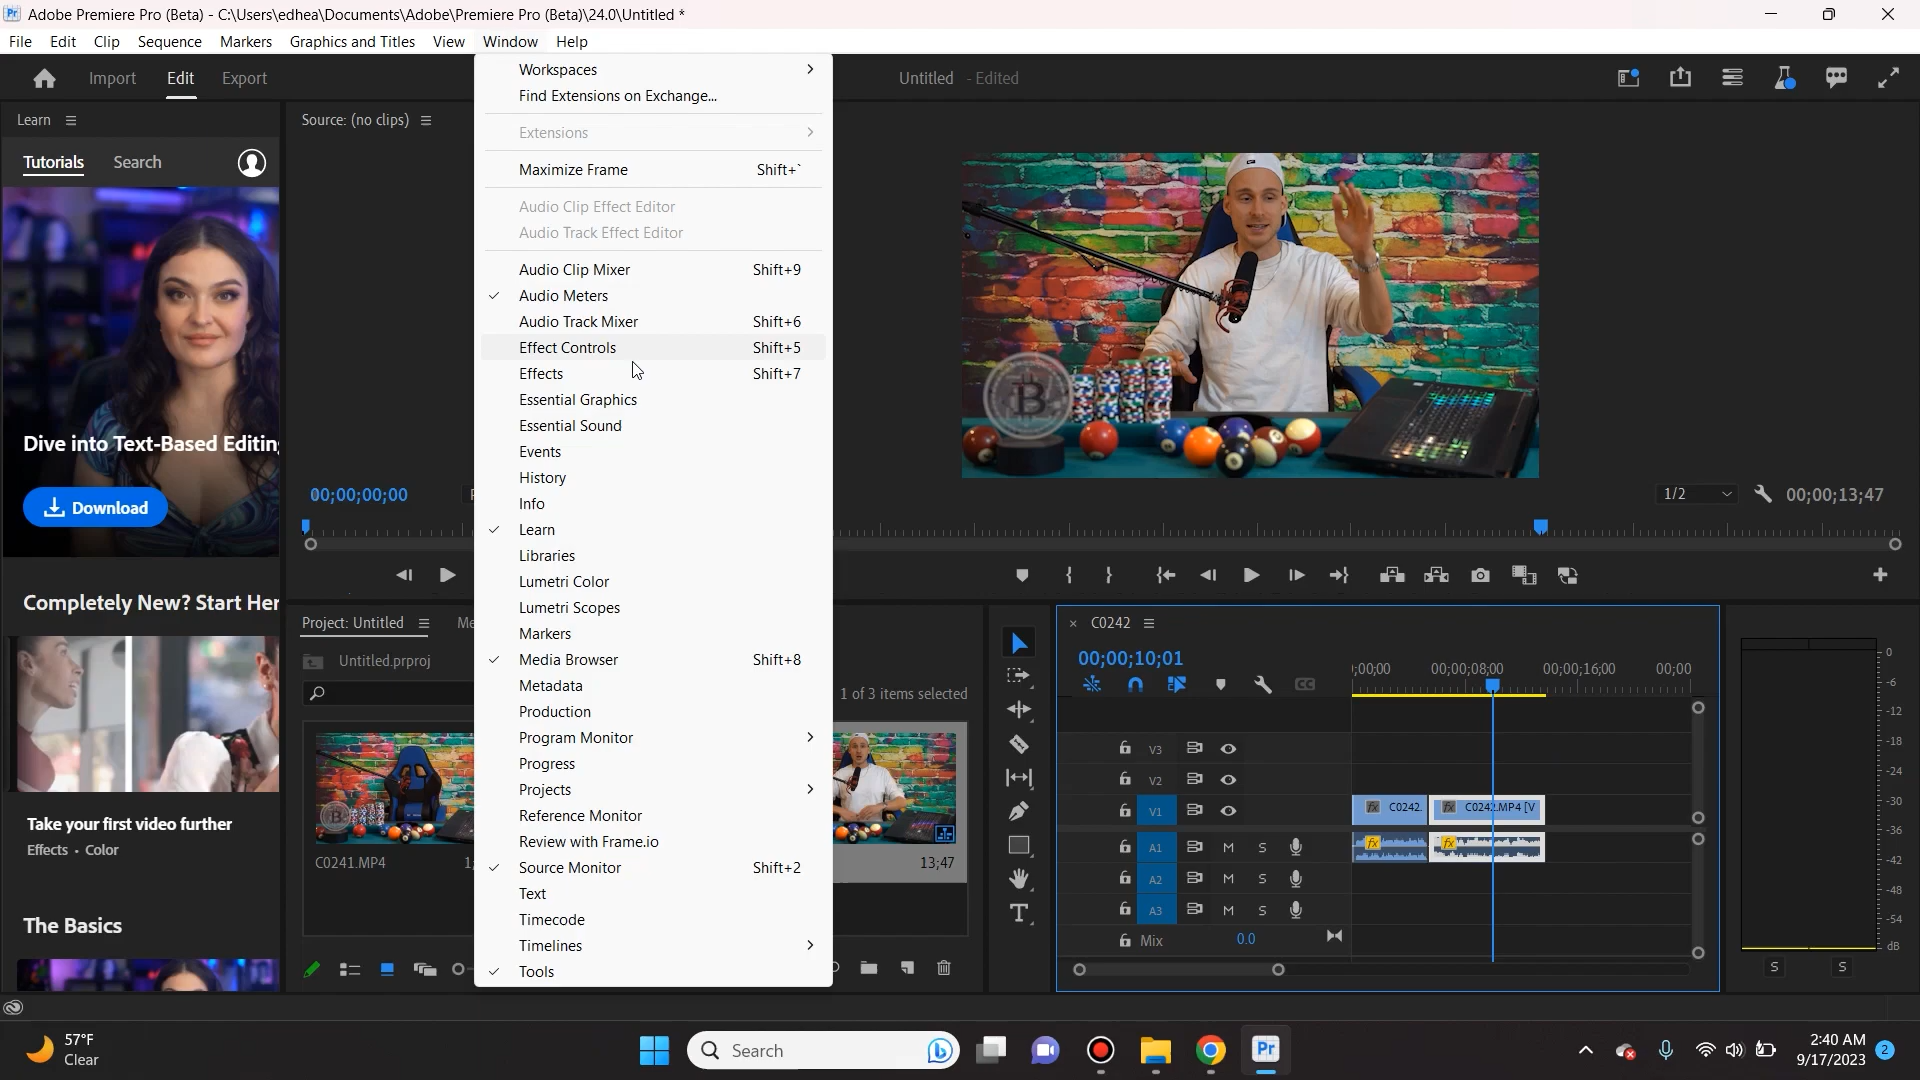 Adobe Premiere Pro (Beta) - C:\Users\edhea\Documents\Adobe\Premiere Pro (Beta)\24.0\Untitled *
File Edit Clip Sequence Markers Graphics and Titles View Window Help
Import Edit Export
Untitled - Edited
Learn
Tutorials Search
Dive into Text-Based Editing
Download
Completely New? Start Her
Take your first video further
Effects • Color
The Basics
Source: (no clips)
00;00;00;00
Workspaces
Find Extensions on Exchange...
Extensions
Maximize Frame Shift+`
Audio Clip Effect Editor
Audio Track Effect Editor
Audio Clip Mixer Shift+9
Audio Meters
Audio Track Mixer Shift+6
Effect Controls Shift+5
Effects Shift+7
Essential Graphics
Essential Sound
Events
History
Info
Learn
Libraries
Lumetri Color
Lumetri Scopes
Markers
Media Browser Shift+8
Metadata
Production
Program Monitor
Progress
Projects
Reference Monitor
Review with Frame.io
Source Monitor Shift+2
Text
Timecode
Timelines
Tools
1/2
00;00;13;47
Project: Untitled
Me
Untitled.prproj
1 of 3 items selected
C0241.MP4
13;47
C0242
00;00;10;01
;00;00 00;00;08;00 00;00;16;00 00;00
V3
V2
V1 C0242. C0242.MP4 [V
A1 M S
A2 M S
A3 M S
Mix 0.0
0
-6
-12
-18
-24
-30
-36
-42
-48
-54
dB
S S
57°F
Clear
Search
Pr
2:40 AM
9/17/2023
2